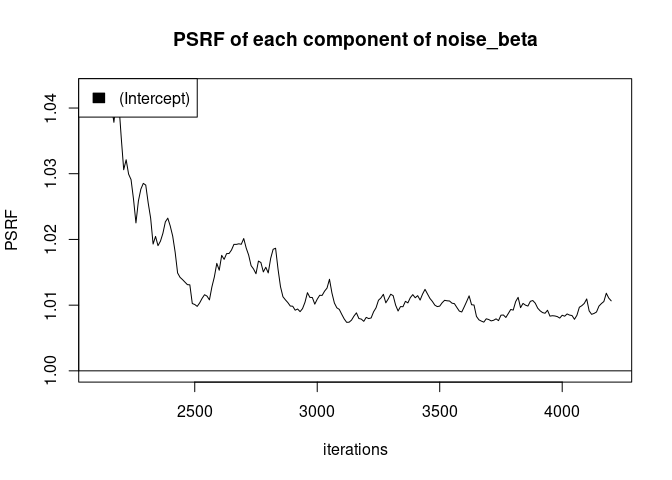 PSRF of each component of noise_beta
(Intercept)
PSRF
1.04
1.03
1.02
1.01
1.00
2500 3000 3500 4000
iterations